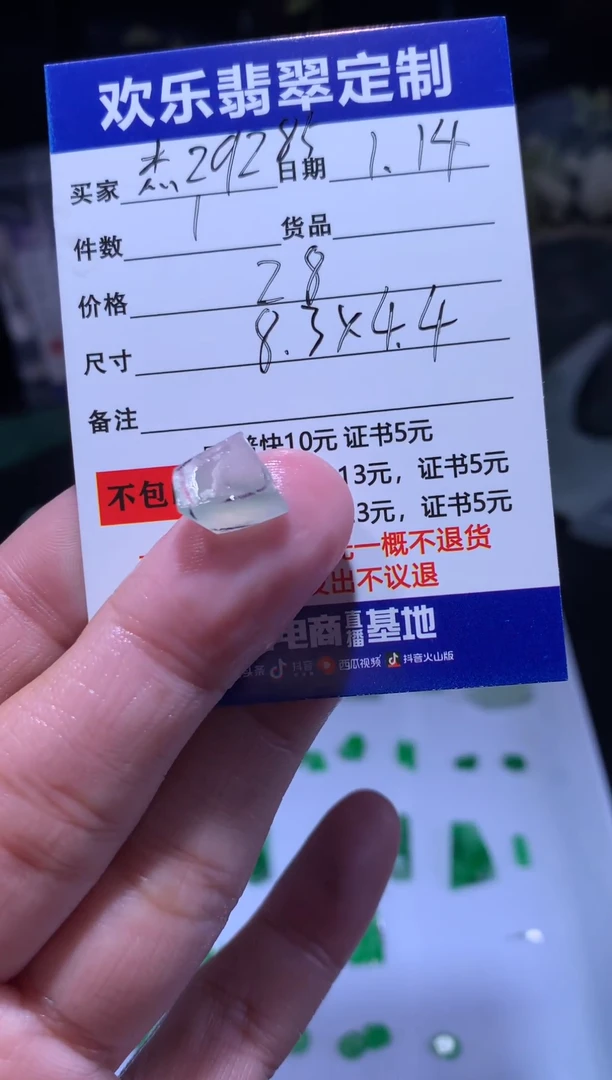 欢乐翡翠定制
买家 杰29285 日期 1.14
件数 1 货品
价格 28
尺寸 8.3×4.4
备注
快10元 证书5元
不包 13元，证书5元
3元，证书5元
一概不退货
出不议退
电商直播基地
抖音 西瓜视频 抖音火山版